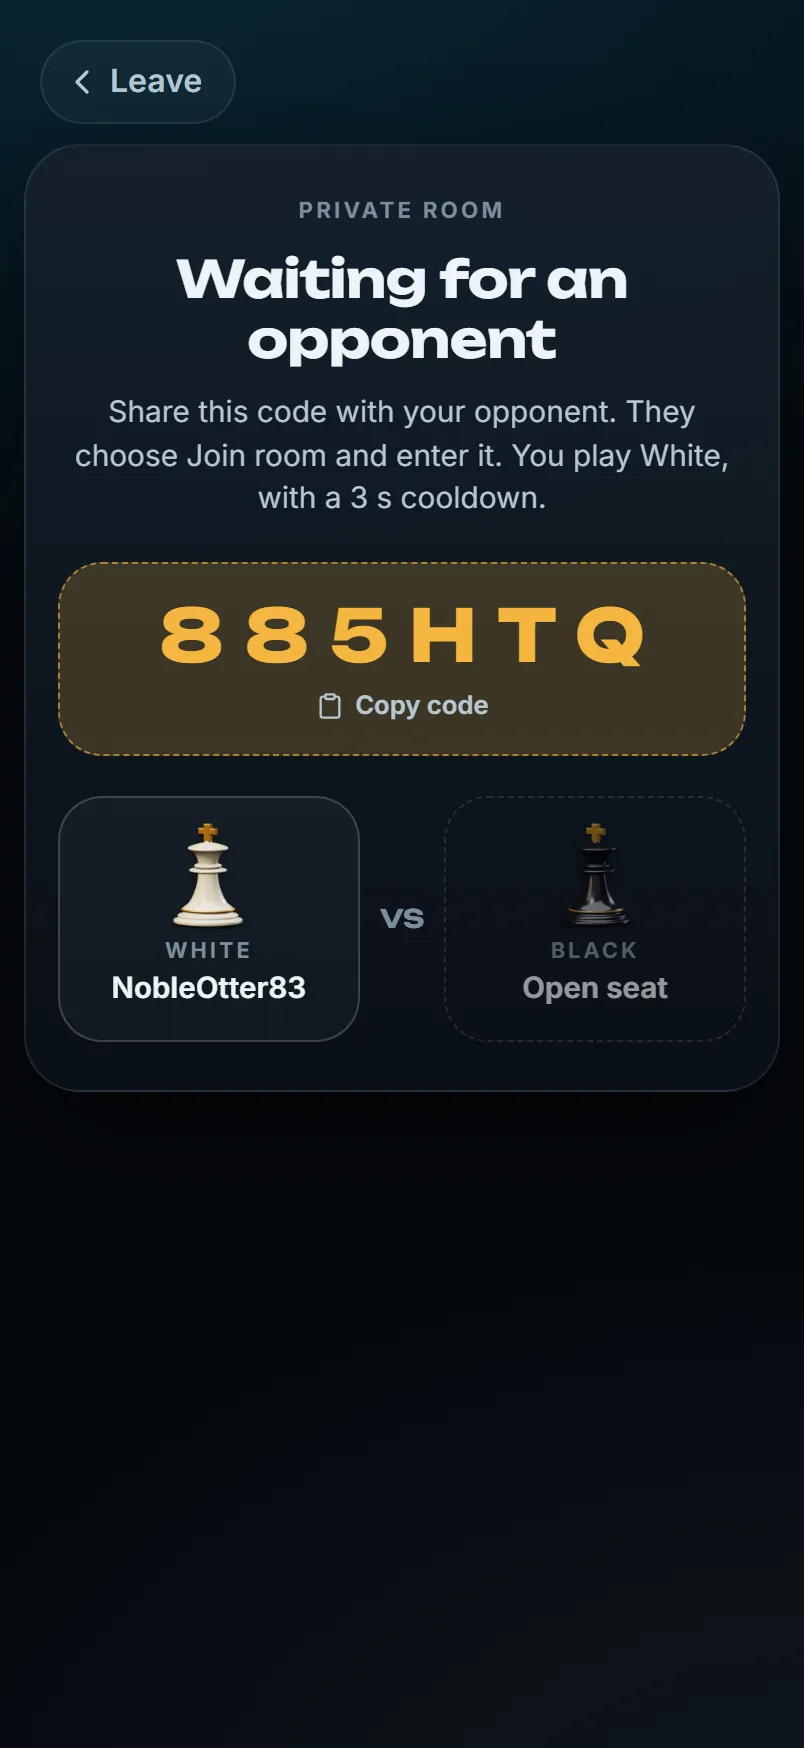 Leave
PRIVATE ROOM
Waiting for an
opponent
Share this code with your opponent. They
choose Join room and enter it. You play White,
with a 3 s cooldown.
885HTQ
Copy code
WHITE
NobleOtter83
vs
BLACK
Open seat